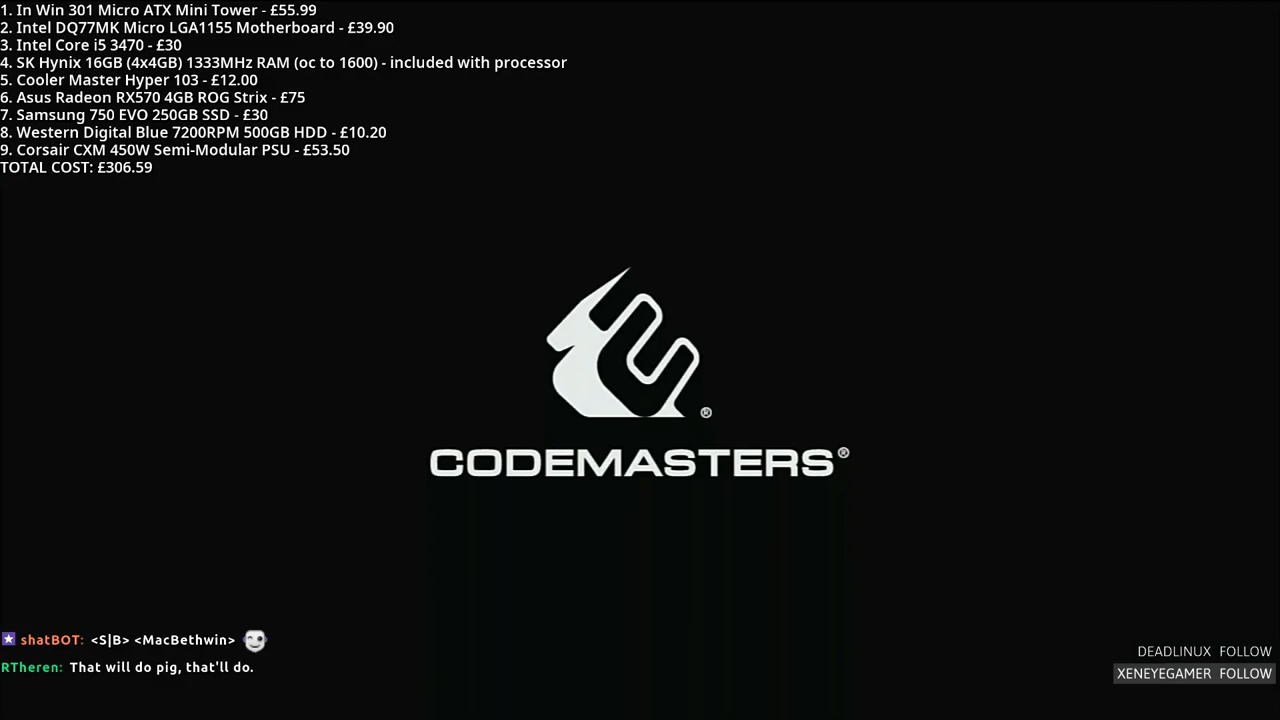 1. In Win 301 Micro ATX Mini Tower - £55.99
2. Intel DQ77MK Micro LGA1155 Motherboard - £39.90
3. Intel Core i5 3470 - £30
4. SK Hynix 16GB (4x4GB) 1333MHz RAM (oc to 1600) - included with processor
5. Cooler Master Hyper 103 - £12.00
6. Asus Radeon RX570 4GB ROG Strix - £75
7. Samsung 750 EVO 250GB SSD - £30
8. Western Digital Blue 7200RPM 500GB HDD - £10.20
9. Corsair CXM 450W Semi-Modular PSU - £53.50
TOTAL COST: £306.59
®
CODEMASTERS®
shatBOT: <S|B> <MacBethwin>
RTheren: That will do pig, that'll do.
DEADLINUX FOLLOW
XENEYEGAMER FOLLOW